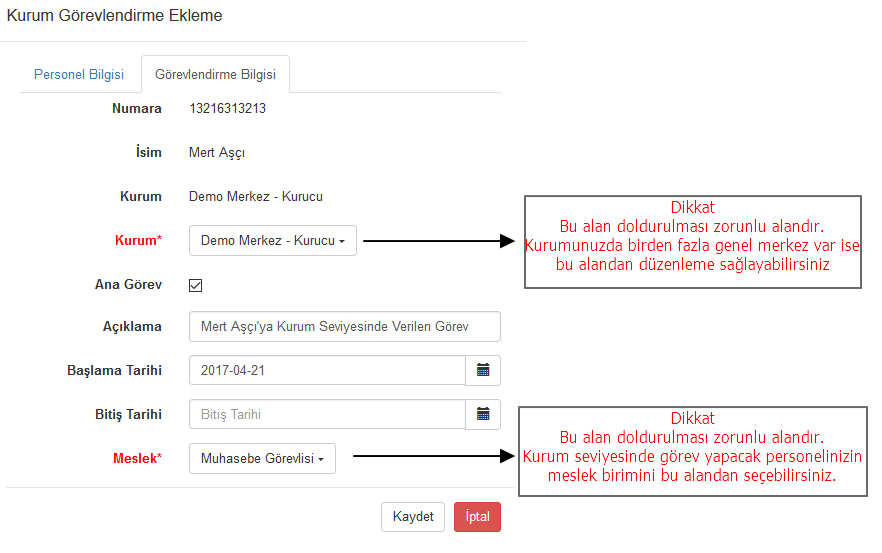 Kurum Görevlendirme Ekleme
Personel Bilgisi Görevlendirme Bilgisi
Numara 13216313213
İsim Mert Aşçı
Kurum Demo Merkez - Kurucu
Kurum* Demo Merkez - Kurucu
Dikkat
Bu alan doldurulması zorunlu alandır.
Kurumunuzda birden fazla genel merkez var ise
bu alandan düzenleme sağlayabilirsiniz
Ana Görev
Açıklama Mert Aşçı'ya Kurum Seviyesinde Verilen Görev
Başlama Tarihi 2017-04-21
Bitiş Tarihi Bitiş Tarihi
Meslek* Muhasebe Görevlisi
Dikkat
Bu alan doldurulması zorunlu alandır.
Kurum seviyesinde görev yapacak personelinizin
meslek birimini bu alandan seçebilirsiniz.
Kaydet İptal